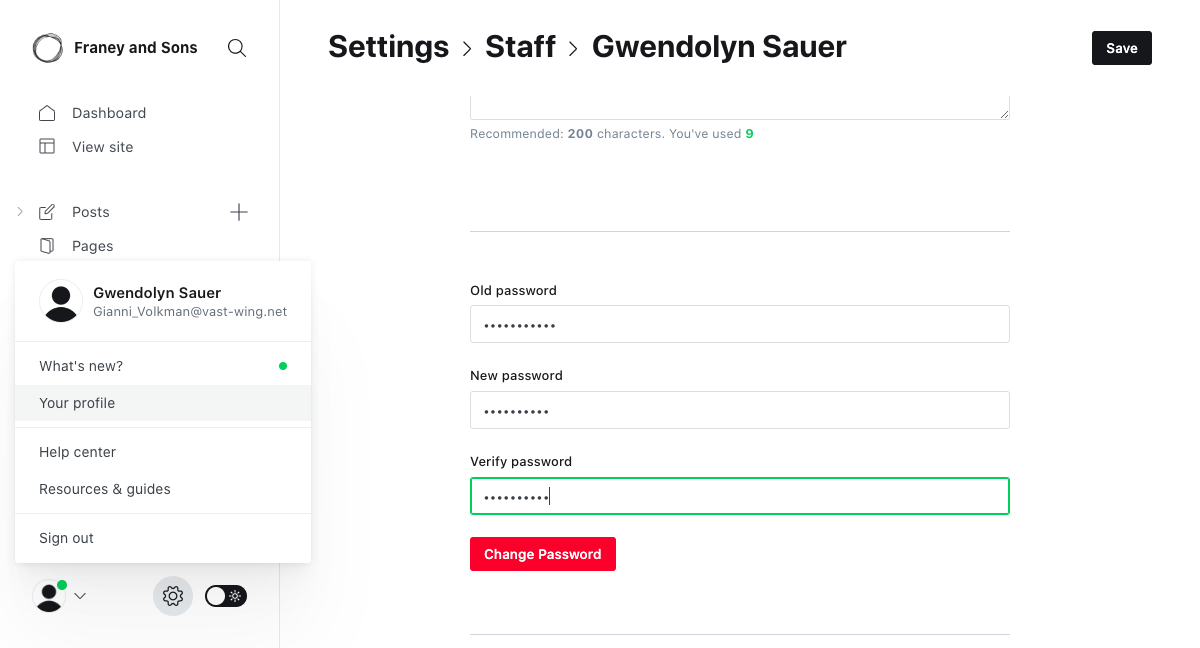 Franey and Sons
Settings > Staff > Gwendolyn Sauer
Save
Dashboard
View site
Posts
Pages
Gwendolyn Sauer
Gianni_Volkman@vast-wing.net
What's new?
Your profile
Help center
Resources & guides
Sign out
Recommended: 200 characters. You've used 9
Old password
•••••••••••
New password
••••••••••
Verify password
••••••••••
Change Password